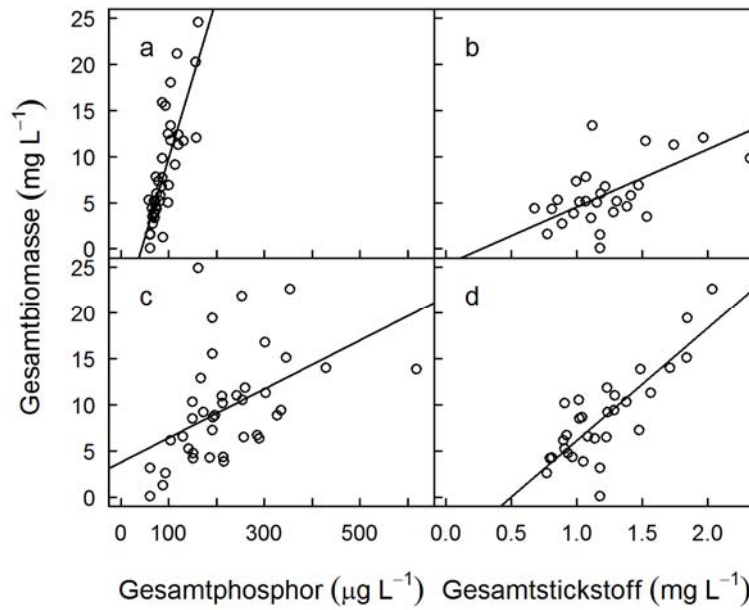 25
20
15
10
5
0
a
b
25
20
15
10
5
0
c
d
0 100 300 500
0.0 0.5 1.0 1.5 2.0
Gesamtbiomasse (mg L⁻¹)
Gesamtphosphor (µg L⁻¹)
Gesamtstickstoff (mg L⁻¹)